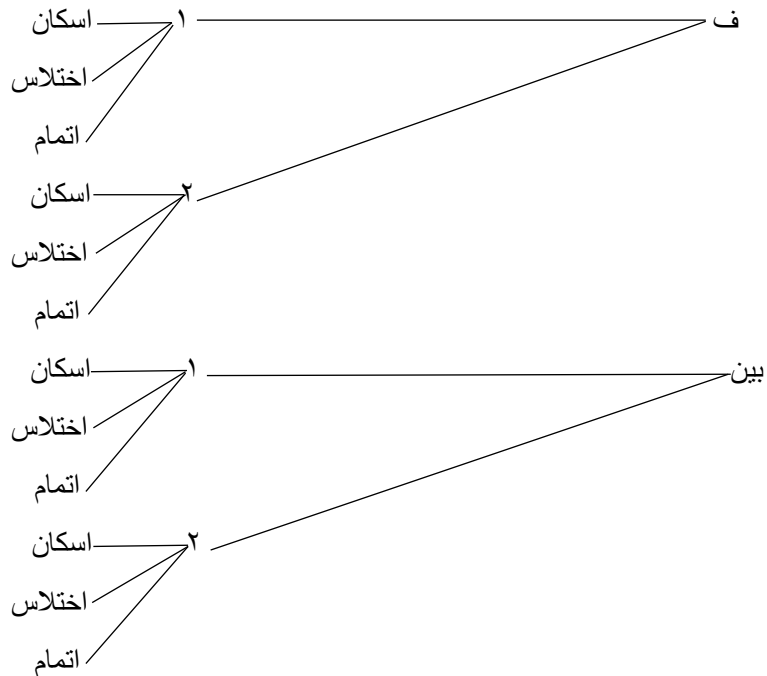 ف ١ اسكان
اختلاس
اتمام
٢ اسكان
اختلاس
اتمام
بين ١ اسكان
اختلاس
اتمام
٢ اسكان
اختلاس
اتمام